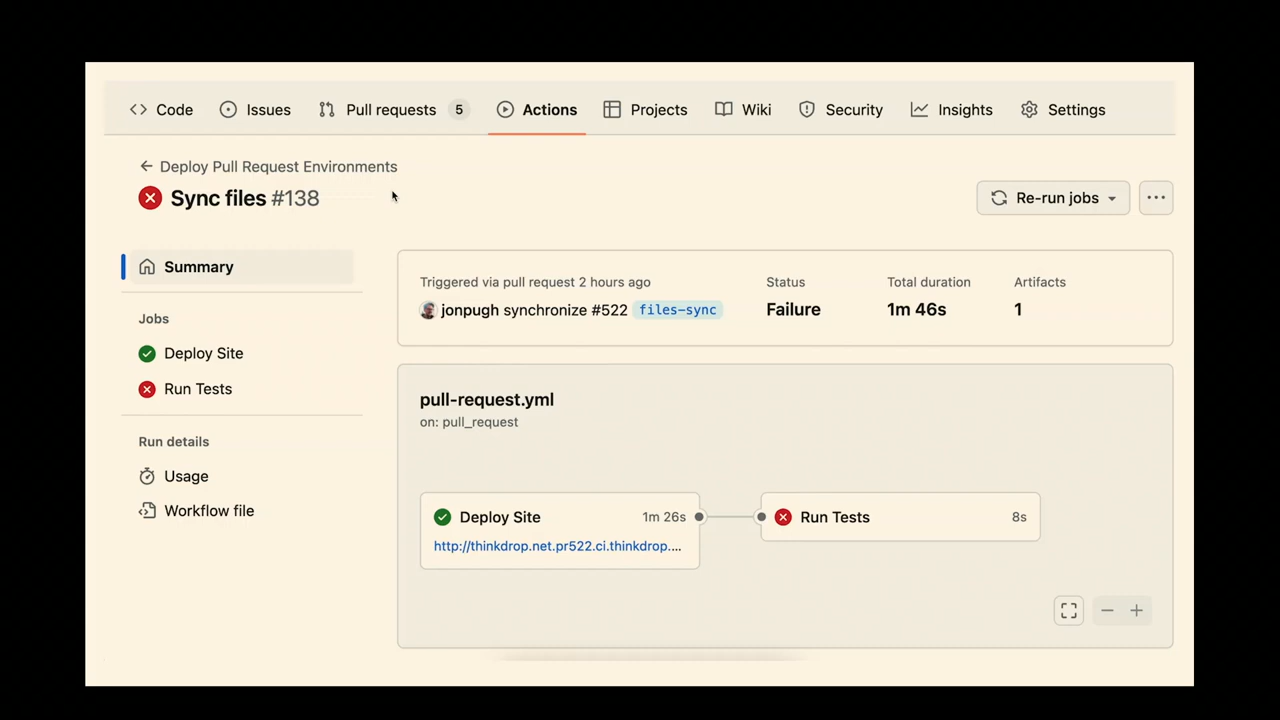 Code Issues Pull requests 5 Actions Projects Wiki Security Insights Settings
Deploy Pull Request Environments
Sync files #138
Re-run jobs
Summary
Jobs
Deploy Site
Run Tests
Run details
Usage
Workflow file
Triggered via pull request 2 hours ago
jonpugh synchronize #522 files-sync
Status
Failure
Total duration
1m 46s
Artifacts
1
pull-request.yml
on: pull_request
Deploy Site 1m 26s
http://thinkdrop.net.pr522.ci.thinkdrop....
Run Tests 8s